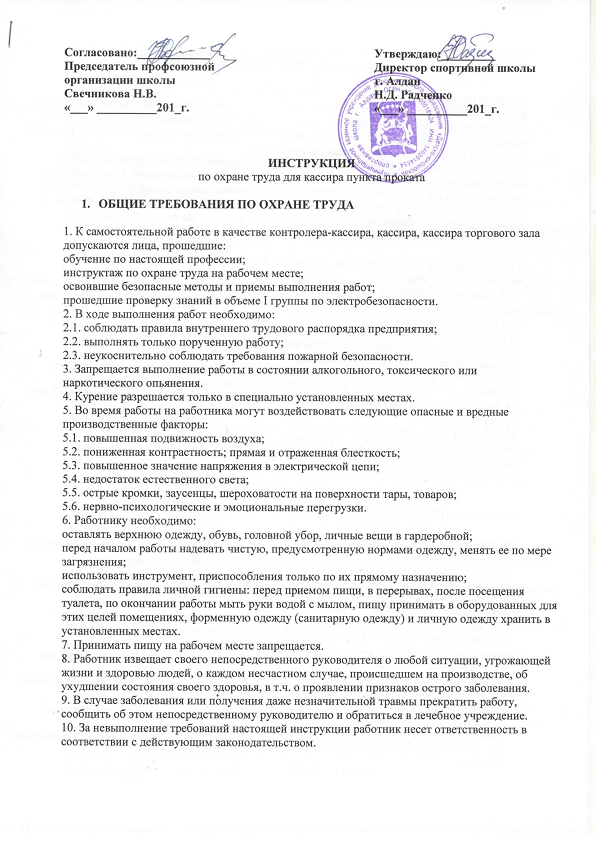 Согласовано:____________ Утверждаю:__________
Председатель профсоюзной Директор спортивной школы
организации школы г. Алдан
Свечникова Н.В. Н.Д. Радченко
«___» __________201_г. «___» __________201_г.
ИНСТРУКЦИЯ
по охране труда для кассира пункта проката
1. ОБЩИЕ ТРЕБОВАНИЯ ПО ОХРАНЕ ТРУДА
1. К самостоятельной работе в качестве контролера-кассира, кассира, кассира торгового зала
допускаются лица, прошедшие:
обучение по настоящей профессии;
инструктаж по охране труда на рабочем месте;
освоившие безопасные методы и приемы выполнения работ;
прошедшие проверку знаний в объеме I группы по электробезопасности.
2. В ходе выполнения работ необходимо:
2.1. соблюдать правила внутреннего трудового распорядка предприятия;
2.2. выполнять только порученную работу;
2.3. неукоснительно соблюдать требования пожарной безопасности.
3. Запрещается выполнение работы в состоянии алкогольного, токсического или
наркотического опьянения.
4. Курение разрешается только в специально установленных местах.
5. Во время работы на работника могут воздействовать следующие опасные и вредные
производственные факторы:
5.1. повышенная подвижность воздуха;
5.2. пониженная контрастность; прямая и отраженная блесткость;
5.3. повышенное значение напряжения в электрической цепи;
5.4. недостаток естественного света;
5.5. острые кромки, заусенцы, шероховатости на поверхности тары, товаров;
5.6. нервно-психологические и эмоциональные перегрузки.
6. Работнику необходимо:
оставлять верхнюю одежду, обувь, головной убор, личные вещи в гардеробной;
перед началом работы надевать чистую, предусмотренную нормами одежду, менять ее по мере
загрязнения;
использовать инструмент, приспособления только по их прямому назначению;
соблюдать правила личной гигиены: перед приемом пищи, в перерывах, после посещения
туалета, по окончании работы мыть руки водой с мылом, пищу принимать в оборудованных для
этих целей помещениях, форменную одежду (санитарную одежду) и личную одежду хранить в
установленных местах.
7. Принимать пищу на рабочем месте запрещается.
8. Работник извещает своего непосредственного руководителя о любой ситуации, угрожающей
жизни и здоровью людей, о каждом несчастном случае, происшедшем на производстве, об
ухудшении состояния своего здоровья, в т.ч. о проявлении признаков острого заболевания.
9. В случае заболевания или получения даже незначительной травмы прекратить работу,
сообщить об этом непосредственному руководителю и обратиться в лечебное учреждение.
10. За невыполнение требований настоящей инструкции работник несет ответственность в
соответствии с действующим законодательством.